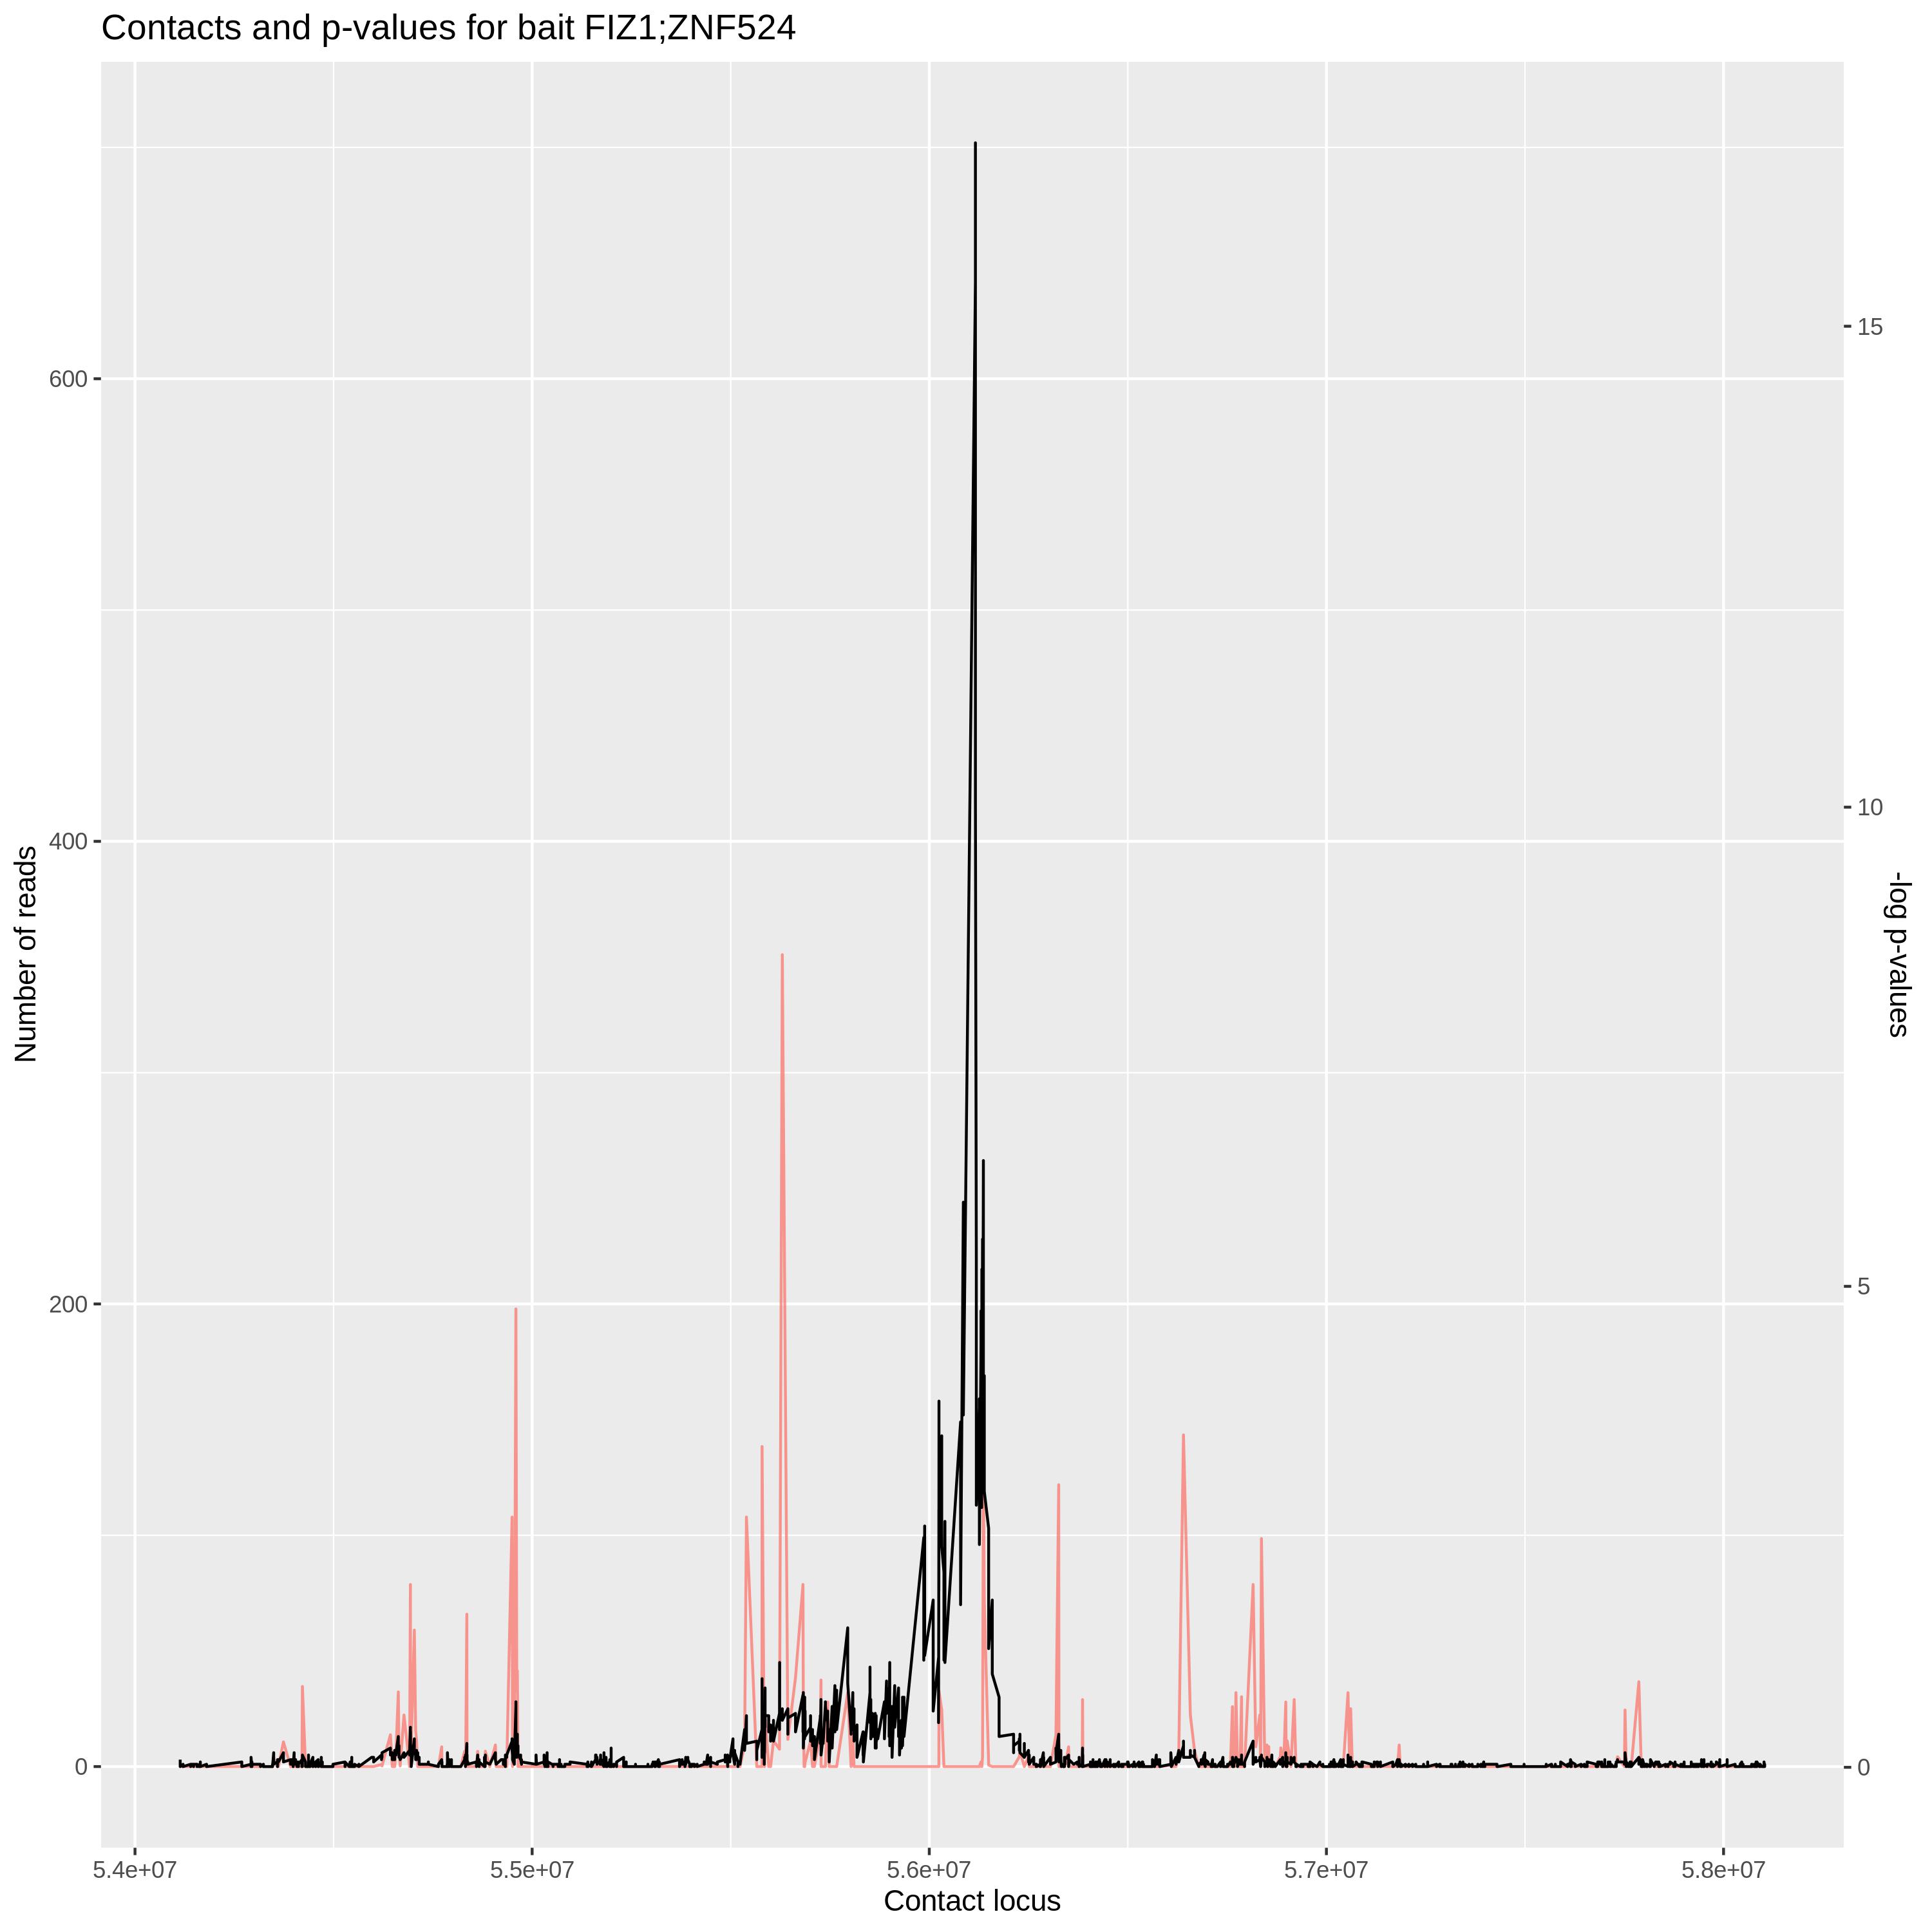 Contacts and p-values for bait FIZ1;ZNF524
Number of reads
600
400
200
0
15
10
5
0
-log p-values
5.4e+07 5.5e+07 5.6e+07 5.7e+07 5.8e+07
Contact locus